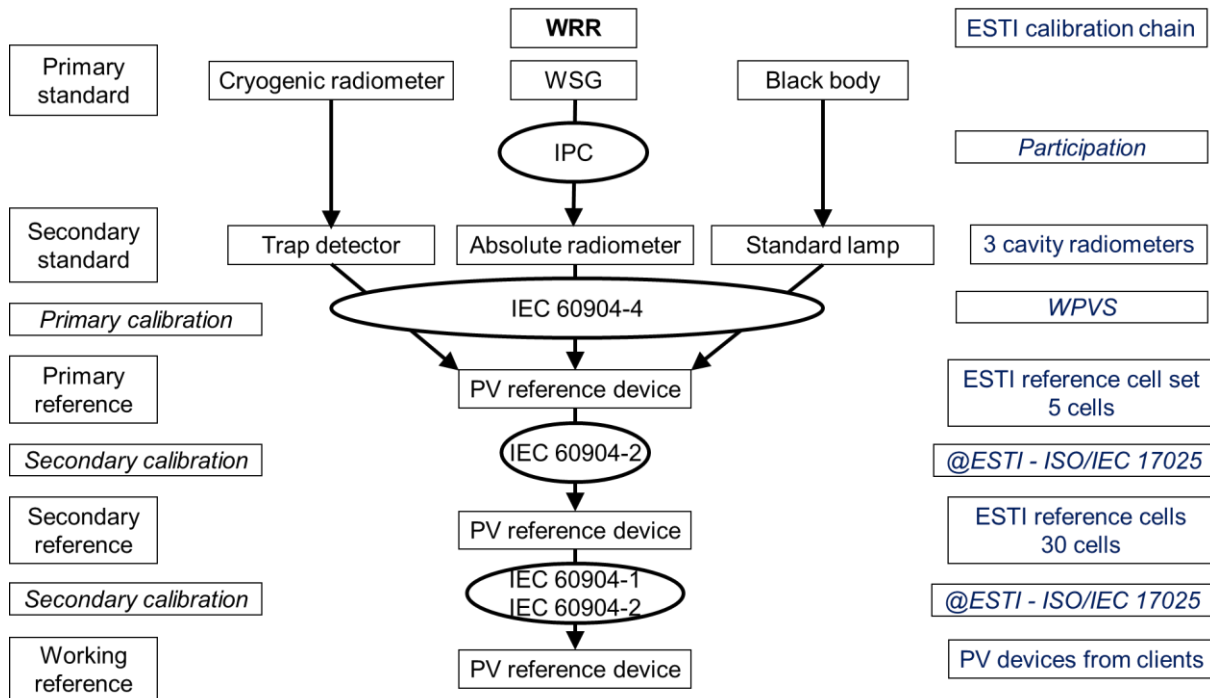 WRR
ESTI calibration chain
Primary
standard
Cryogenic radiometer
WSG
Black body
IPC
Participation
Secondary
standard
Trap detector
Absolute radiometer
Standard lamp
3 cavity radiometers
Primary calibration
IEC 60904-4
WPVS
Primary
reference
PV reference device
ESTI reference cell set
5 cells
Secondary calibration
IEC 60904-2
@ESTI - ISO/IEC 17025
Secondary
reference
PV reference device
ESTI reference cells
30 cells
Secondary calibration
IEC 60904-1
IEC 60904-2
@ESTI - ISO/IEC 17025
Working
reference
PV reference device
PV devices from clients